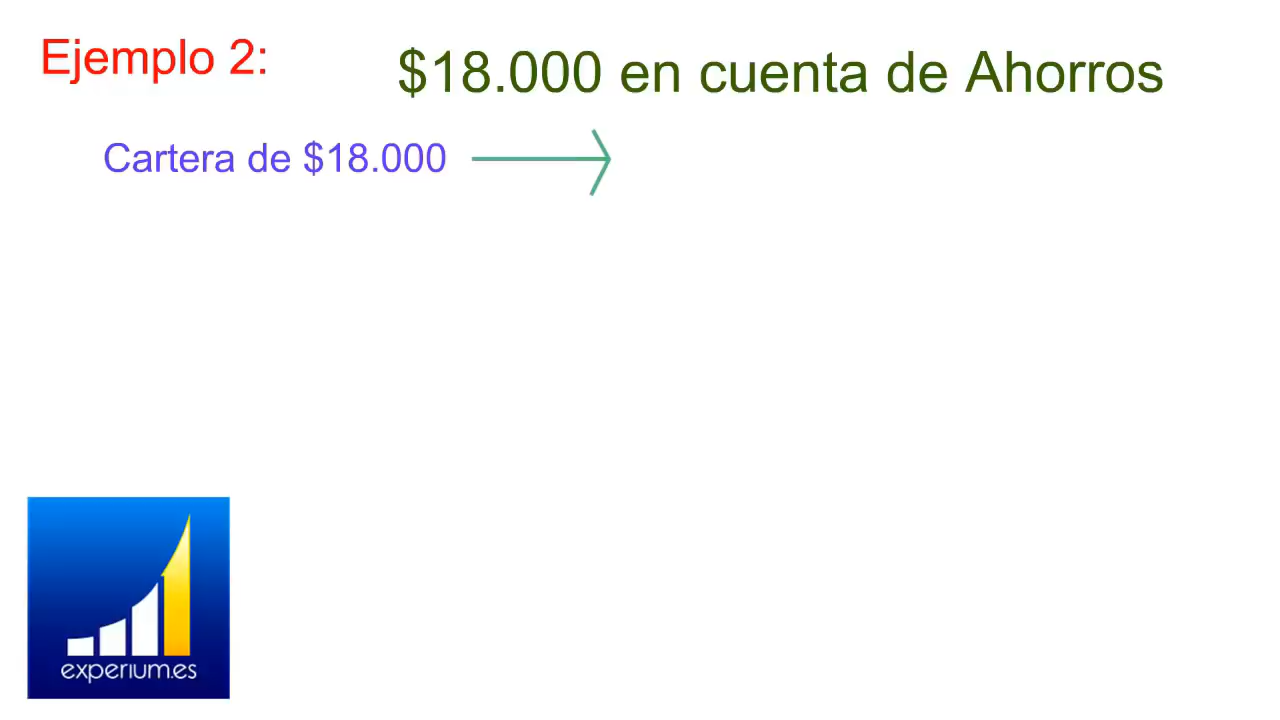 Ejemplo 2:
$18.000 en cuenta de Ahorros
Cartera de $18.000
experium.es